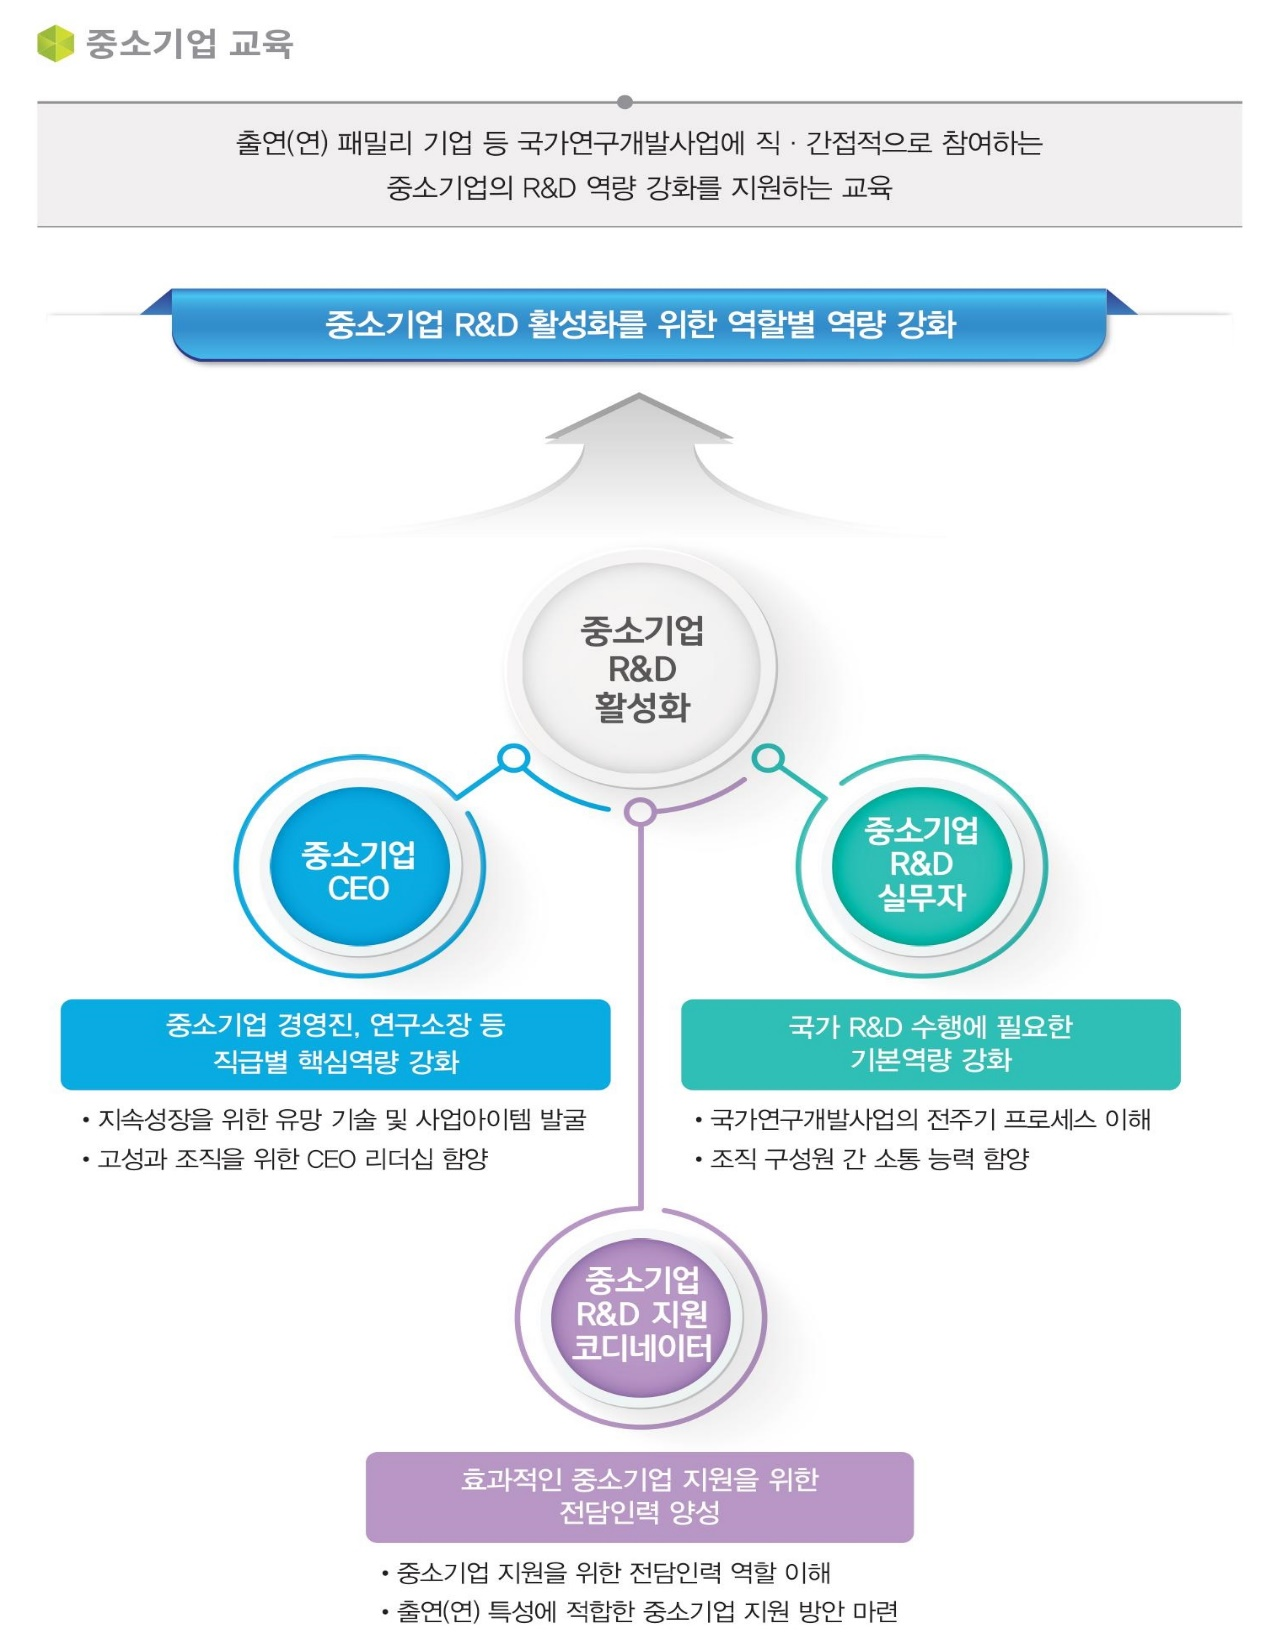 중소기업 교육
출연(연) 패밀리 기업 등 국가연구개발사업에 직 · 간접적으로 참여하는
중소기업의 R&D 역량 강화를 지원하는 교육
중소기업 R&D 활성화를 위한 역할별 역량 강화
중소기업
R&D
활성화
중소기업
CEO
중소기업
R&D
실무자
중소기업 경영진, 연구소장 등
직급별 핵심역량 강화
• 지속성장을 위한 유망 기술 및 사업아이템 발굴
• 고성과 조직을 위한 CEO 리더십 함양
국가 R&D 수행에 필요한
기본역량 강화
• 국가연구개발사업의 전주기 프로세스 이해
• 조직 구성원 간 소통 능력 함양
중소기업
R&D 지원
코디네이터
효과적인 중소기업 지원을 위한
전담인력 양성
• 중소기업 지원을 위한 전담인력 역할 이해
• 출연(연) 특성에 적합한 중소기업 지원 방안 마련